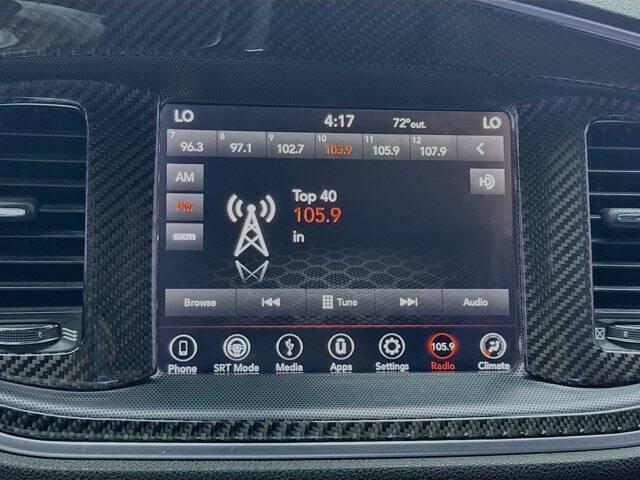 LO 4:17 72°out. LO
7 96.3 8 97.1 9 102.7 10 105.9 11 105.9 12 107.9
AM
FM
Top 40
105.9
in
Browse Tune Audio
105.9
Phone SRT Mode Media Apps Settings Radio Climate